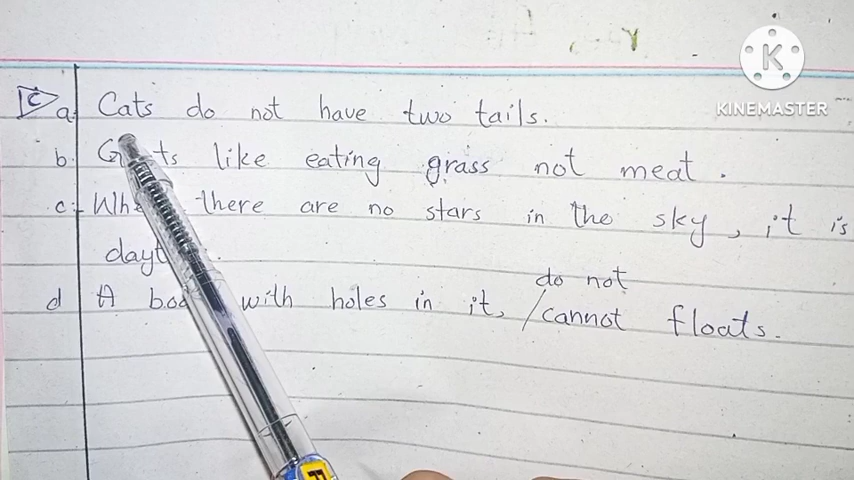 C a. Cats do not have two tails.
b. like eating grass not meat.
c:- there are no stars in the sky, it is
d A with holes in it, / cannot floats.
do not
K
KINEMASTER